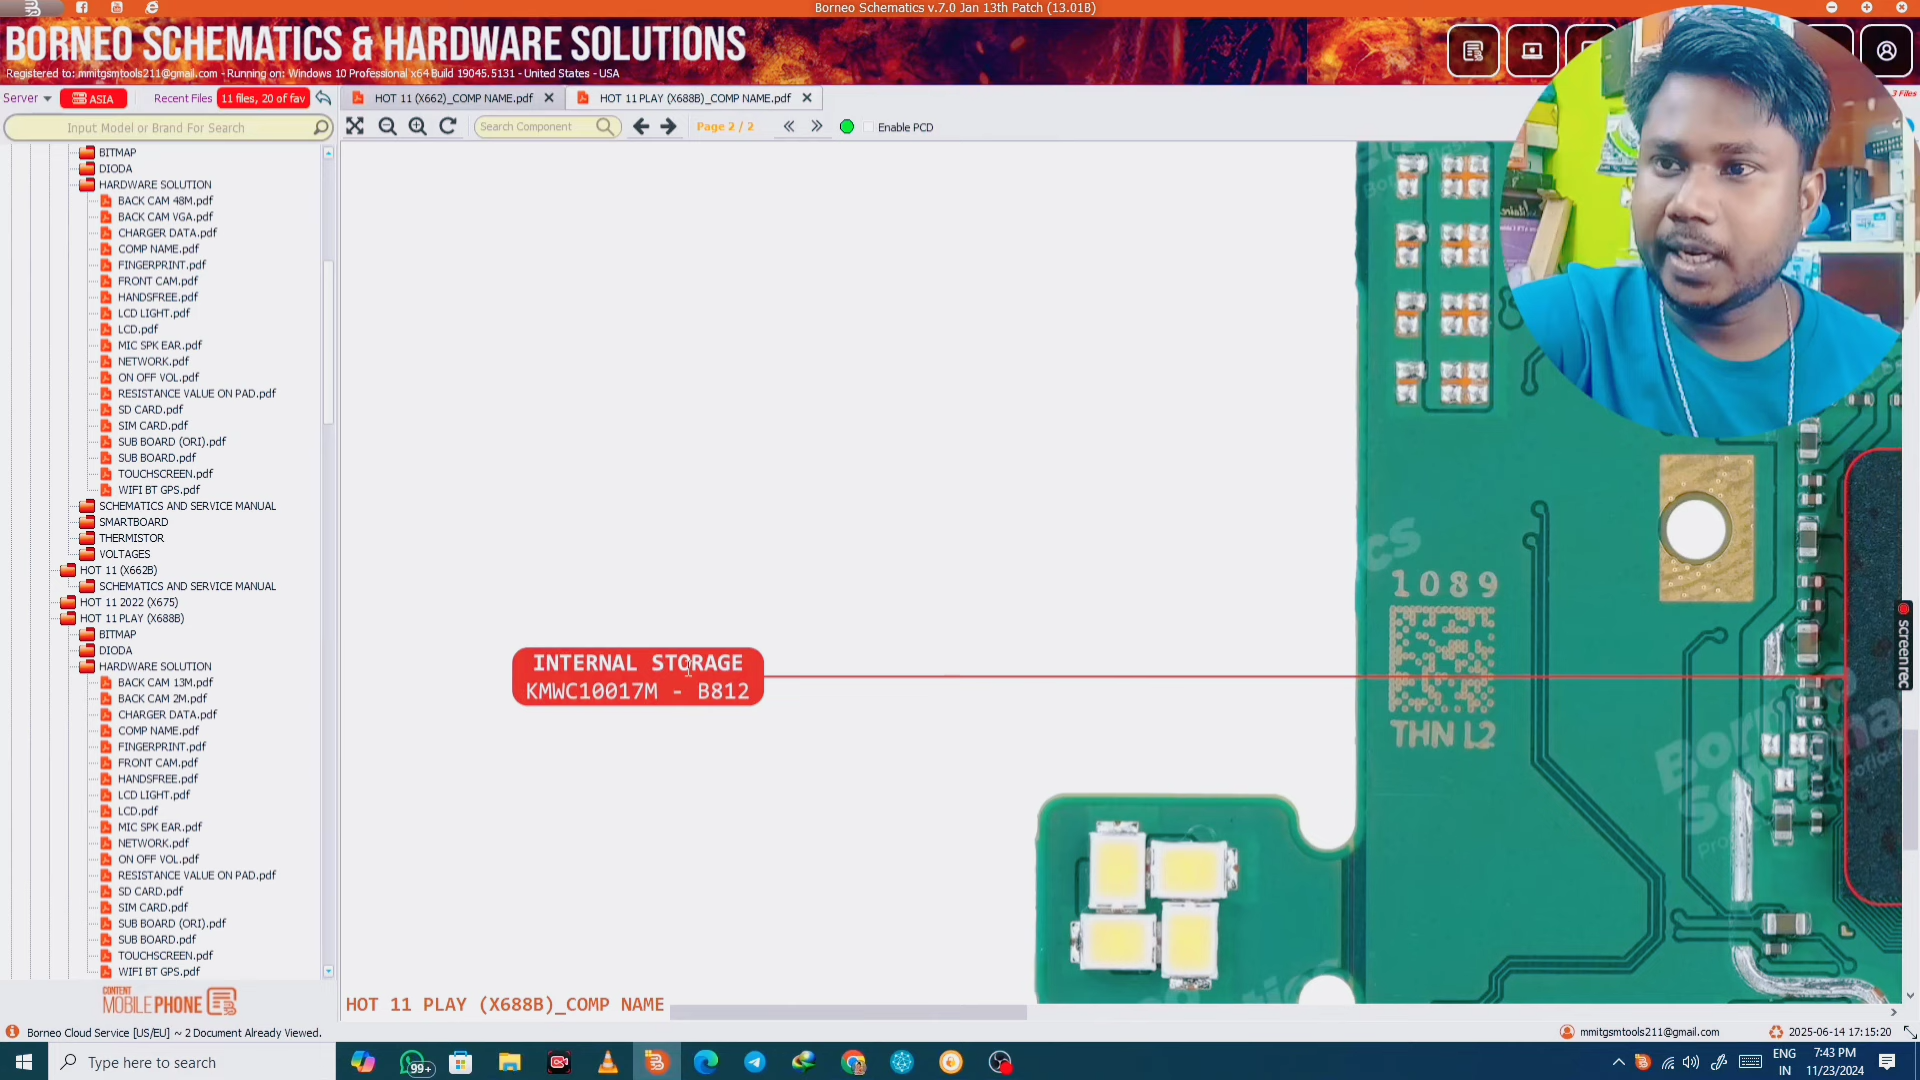 Borneo Schematics v.7.0 Jan 13th Patch (13.01B)
BORNEO SCHEMATICS & HARDWARE SOLUTIONS
Registered to: mmitgsmtools211@gmail.com - Running on: Windows 10 Professional x64 Build 19045.5131 - United States - USA
Server
ASIA
Recent Files
11 files, 20 of fav
HOT 11 (X662)_COMP NAME.pdf
HOT 11 PLAY (X688B)_COMP NAME.pdf
3 Files
Input Model or Brand For Search
Search Component
Page 2 / 2
Enable PCD
BITMAP
DIODA
HARDWARE SOLUTION
BACK CAM 48M.pdf
BACK CAM VGA.pdf
CHARGER DATA.pdf
COMP NAME.pdf
FINGERPRINT.pdf
FRONT CAM.pdf
HANDSFREE.pdf
LCD LIGHT.pdf
LCD.pdf
MIC SPK EAR.pdf
NETWORK.pdf
ON OFF VOL.pdf
RESISTANCE VALUE ON PAD.pdf
SD CARD.pdf
SIM CARD.pdf
SUB BOARD (ORI).pdf
SUB BOARD.pdf
TOUCHSCREEN.pdf
WIFI BT GPS.pdf
SCHEMATICS AND SERVICE MANUAL
SMARTBOARD
THERMISTOR
VOLTAGES
HOT 11 (X662B)
SCHEMATICS AND SERVICE MANUAL
HOT 11 2022 (X675)
HOT 11 PLAY (X688B)
BITMAP
DIODA
HARDWARE SOLUTION
BACK CAM 13M.pdf
BACK CAM 2M.pdf
CHARGER DATA.pdf
COMP NAME.pdf
FINGERPRINT.pdf
FRONT CAM.pdf
HANDSFREE.pdf
LCD LIGHT.pdf
LCD.pdf
MIC SPK EAR.pdf
NETWORK.pdf
ON OFF VOL.pdf
RESISTANCE VALUE ON PAD.pdf
SD CARD.pdf
SIM CARD.pdf
SUB BOARD (ORI).pdf
SUB BOARD.pdf
TOUCHSCREEN.pdf
WIFI BT GPS.pdf
INTERNAL STORAGE
KMWC10017M - B812
1089
THN L2
screenrec
CONTENT
MOBILE PHONE
HOT 11 PLAY (X688B)_COMP NAME
Borneo Cloud Service [US/EU] ~ 2 Document Already Viewed.
mmitgsmtools211@gmail.com
2025-06-14 17:15:20
Type here to search
99+
ENG
IN
7:43 PM
11/23/2024